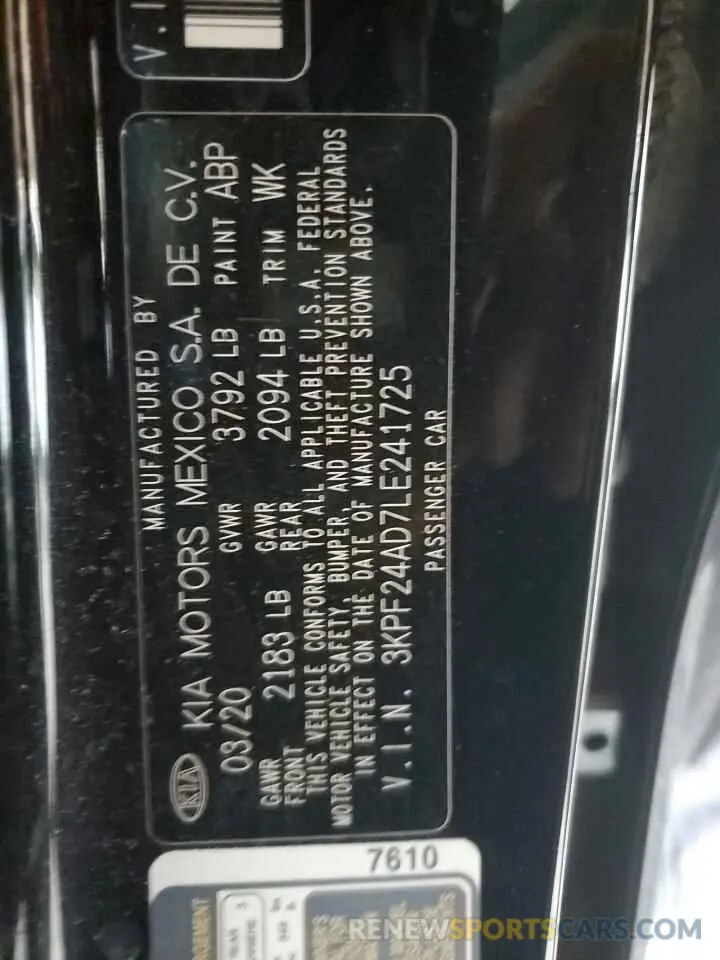 V.I
MANUFACTURED BY
KIA KIA MOTORS MEXICO S.A. DE C.V.
03/20 GVWR 3792 LB PAINT ABP
GAWR FRONT 2183 LB GAWR REAR 2094 LB TRIM WK
THIS VEHICLE CONFORMS TO ALL APPLICABLE U.S.A. FEDERAL
MOTOR VEHICLE SAFETY, BUMPER, AND THEFT PREVENTION STANDARDS
IN EFFECT ON THE DATE OF MANUFACTURE SHOWN ABOVE.
V.I.N. 3KPF24AD7LE241725
PASSENGER CAR
7610
RENEWSPORTSCARS.COM